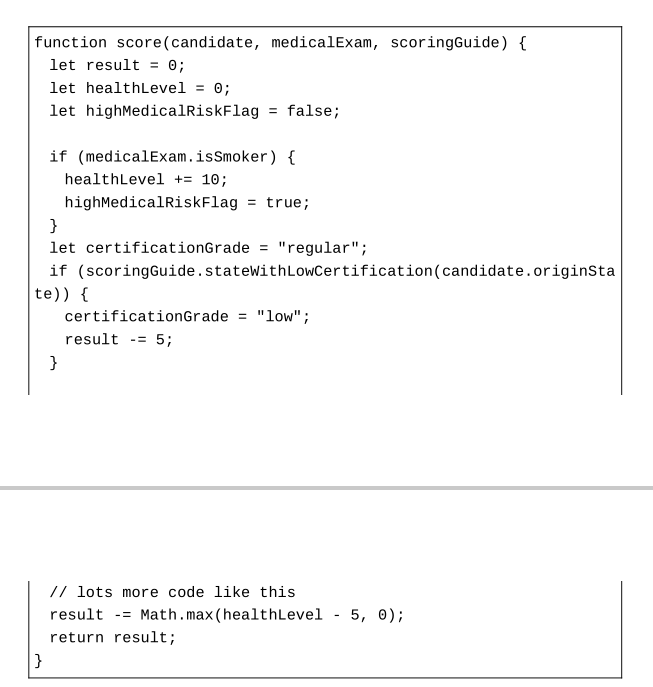 function score(candidate, medicalExam, scoringGuide) {
  let result = 0;
  let healthLevel = 0;
  let highMedicalRiskFlag = false;

  if (medicalExam.isSmoker) {
    healthLevel += 10;
    highMedicalRiskFlag = true;
  }
  let certificationGrade = "regular";
  if (scoringGuide.stateWithLowCertification(candidate.originSta
te)) {
    certificationGrade = "low";
    result -= 5;
  }

  // lots more code like this
  result -= Math.max(healthLevel - 5, 0);
  return result;
}